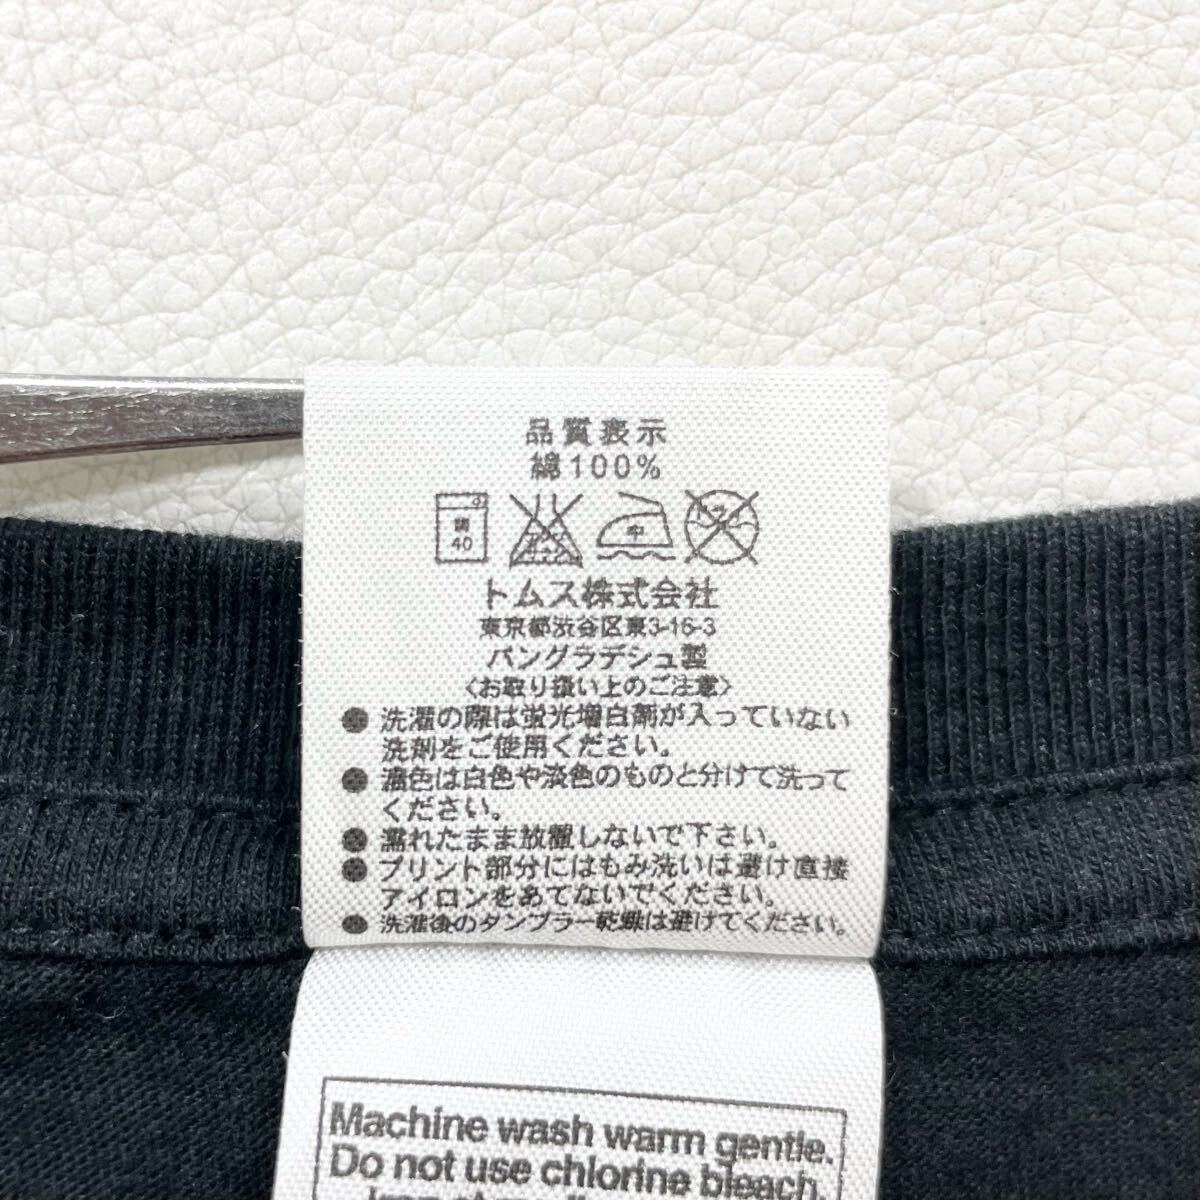 品質表示
綿100%
弱
40
中
トムス株式会社
東京都渋谷区東3-16-3
バングラデシュ製
〈お取り扱い上のご注意〉
● 洗濯の際は蛍光増白剤が入っていない
洗剤をご使用ください。
● 濃色は白色や淡色のものと分けて洗って
ください。
● 濡れたまま放置しないで下さい。
● プリント部分にはもみ洗いは避け直接
アイロンをあてないでください。
● 洗濯後のタンブラー乾燥は避けてください。
Machine wash warm gentle.
Do not use chlorine bleach.